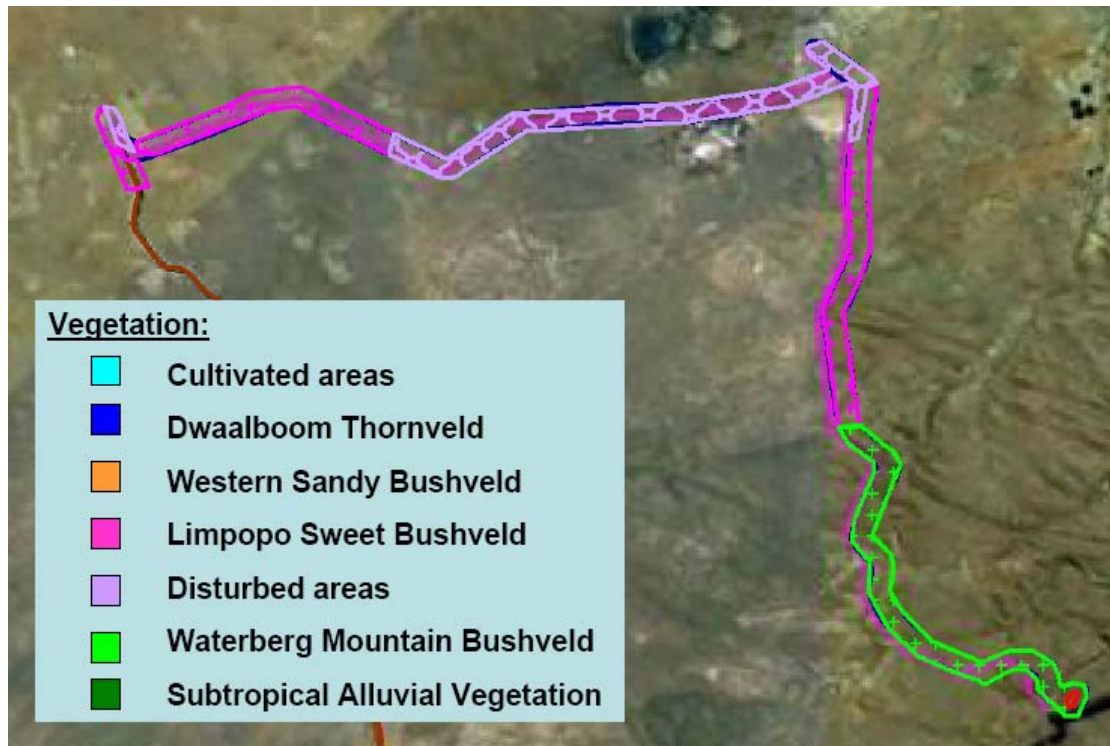 Vegetation:
Cultivated areas
Dwaalboom Thornveld
Western Sandy Bushveld
Limpopo Sweet Bushveld
Disturbed areas
Waterberg Mountain Bushveld
Subtropical Alluvial Vegetation